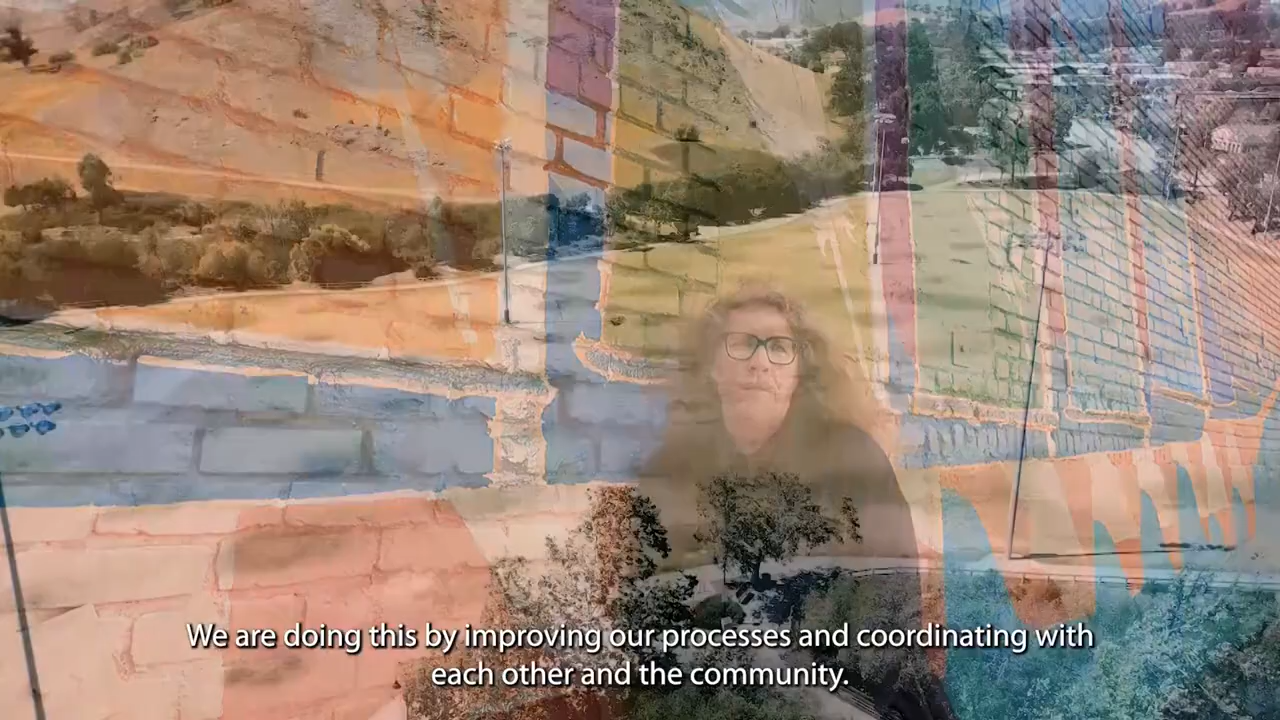 We are doing this by improving our processes and coordinating with
each other and the community.